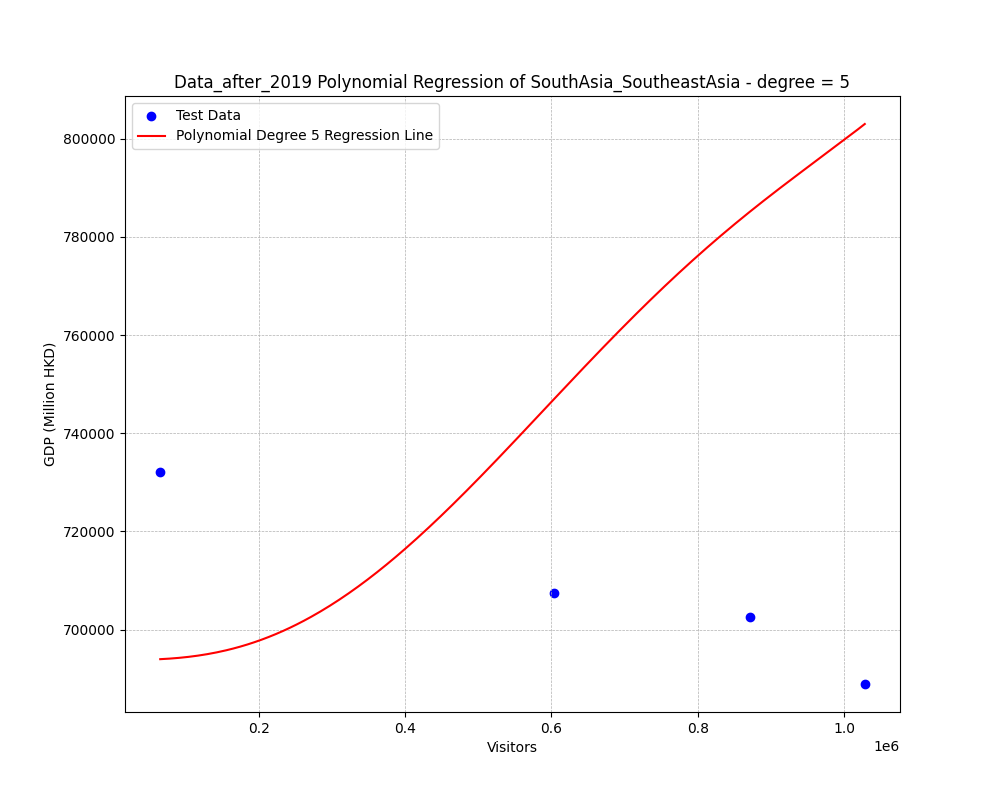 Data_after_2019 Polynomial Regression of SouthAsia_SoutheastAsia - degree = 5
Test Data
Polynomial Degree 5 Regression Line
800000
780000
760000
740000
720000
700000
GDP (Million HKD)
0.2 0.4 0.6 0.8 1.0
1e6
Visitors